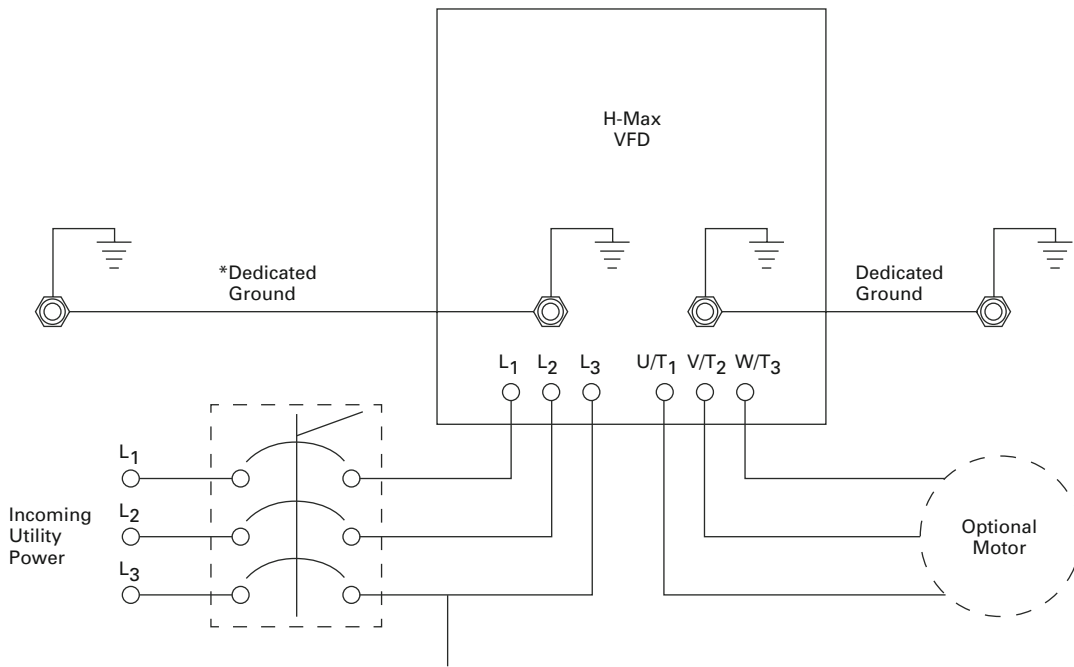 H-Max
VFD
*Dedicated
Ground
Dedicated
Ground
L1 L2 L3 U/T1 V/T2 W/T3
L1
L2
L3
Incoming
Utility
Power
Optional
Motor